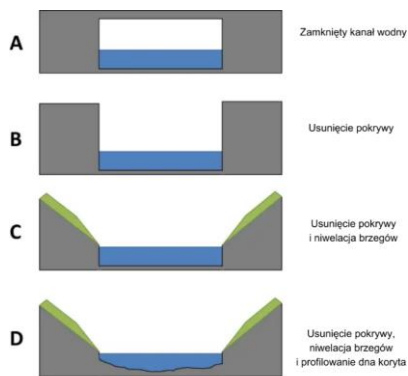 A
Zamknięty kanał wodny
B
Usunięcie pokrywy
C
Usunięcie pokrywy
i niwelacja brzegów
D
Usunięcie pokrywy,
niwelacja brzegów
i profilowanie dna koryta